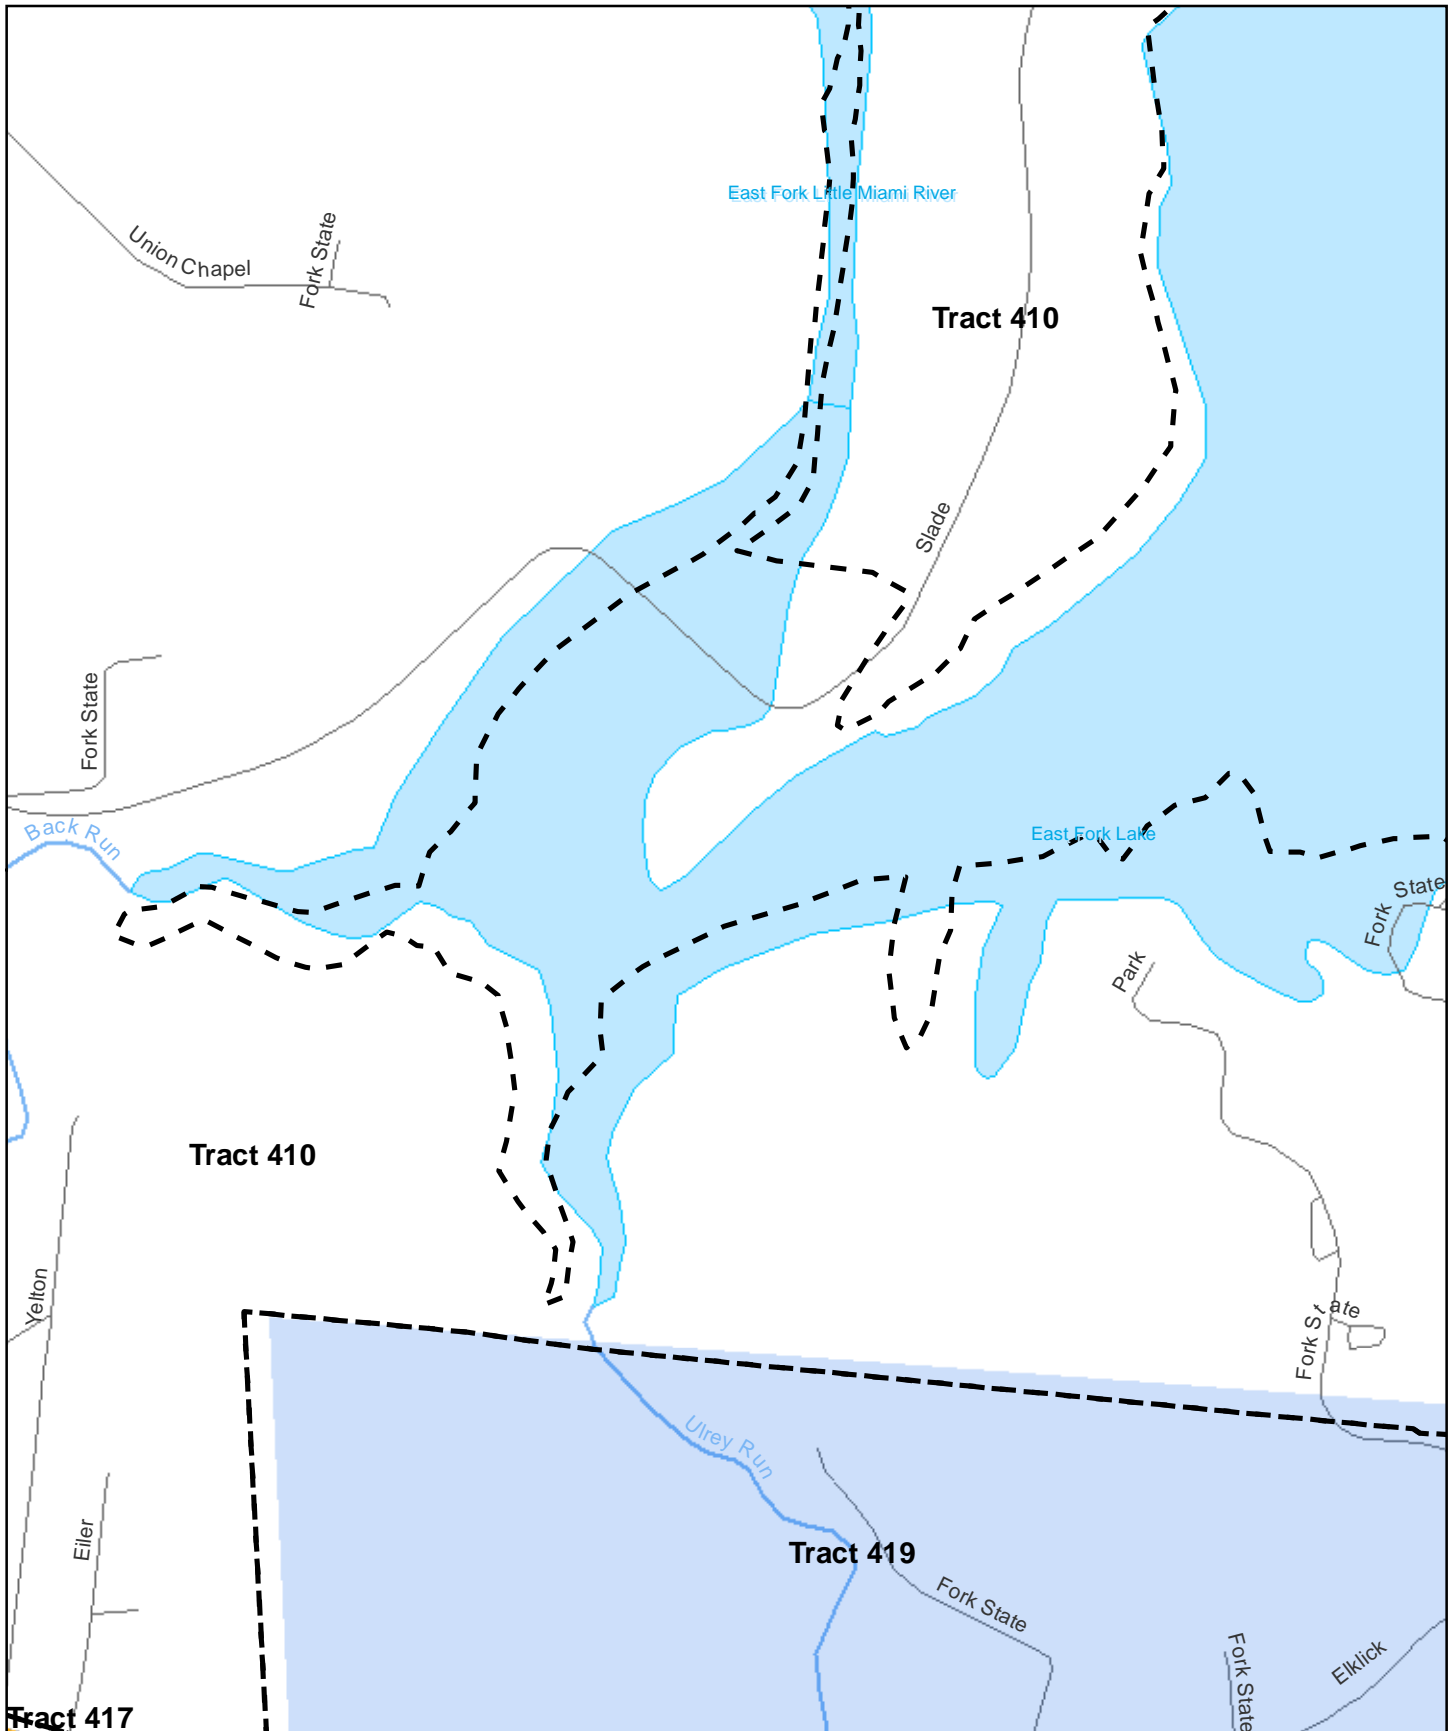 East Fork Little Miami River
Union Chapel
Fork State
Tract 410
Slade
Fork State
Back Run
East Fork Lake
Fork State
Park
Tract 410
Yelton
Fork State
Ulrey Run
Eiler
Tract 419
Fork State
Fork State
Elklick
Tract 417